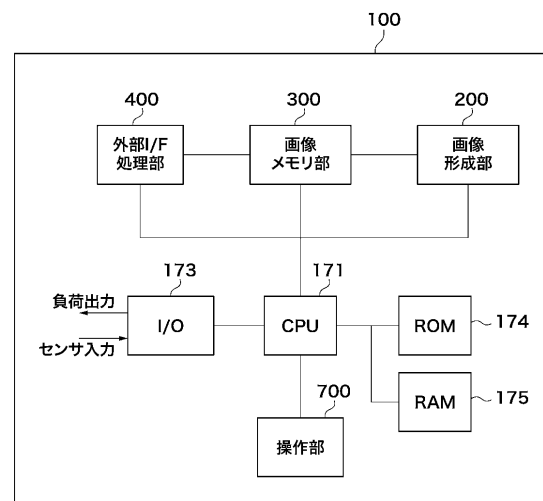 100
400
300
200
外部I/F
処理部
画像
メモリ部
画像
形成部
173
171
負荷出力
センサ入力
I/O
CPU
ROM
174
RAM
175
700
操作部